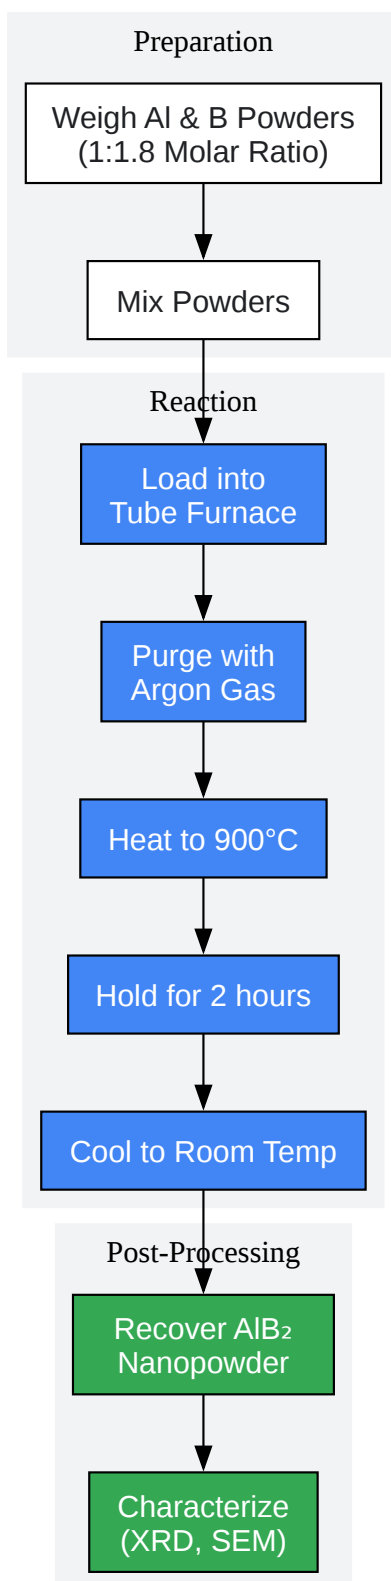 Preparation
Weigh Al & B Powders
(1:1.8 Molar Ratio)
Mix Powders
Reaction
Load into
Tube Furnace
Purge with
Argon Gas
Heat to 900°C
Hold for 2 hours
Cool to Room Temp
Post-Processing
Recover AlB₂
Nanopowder
Characterize
(XRD, SEM)